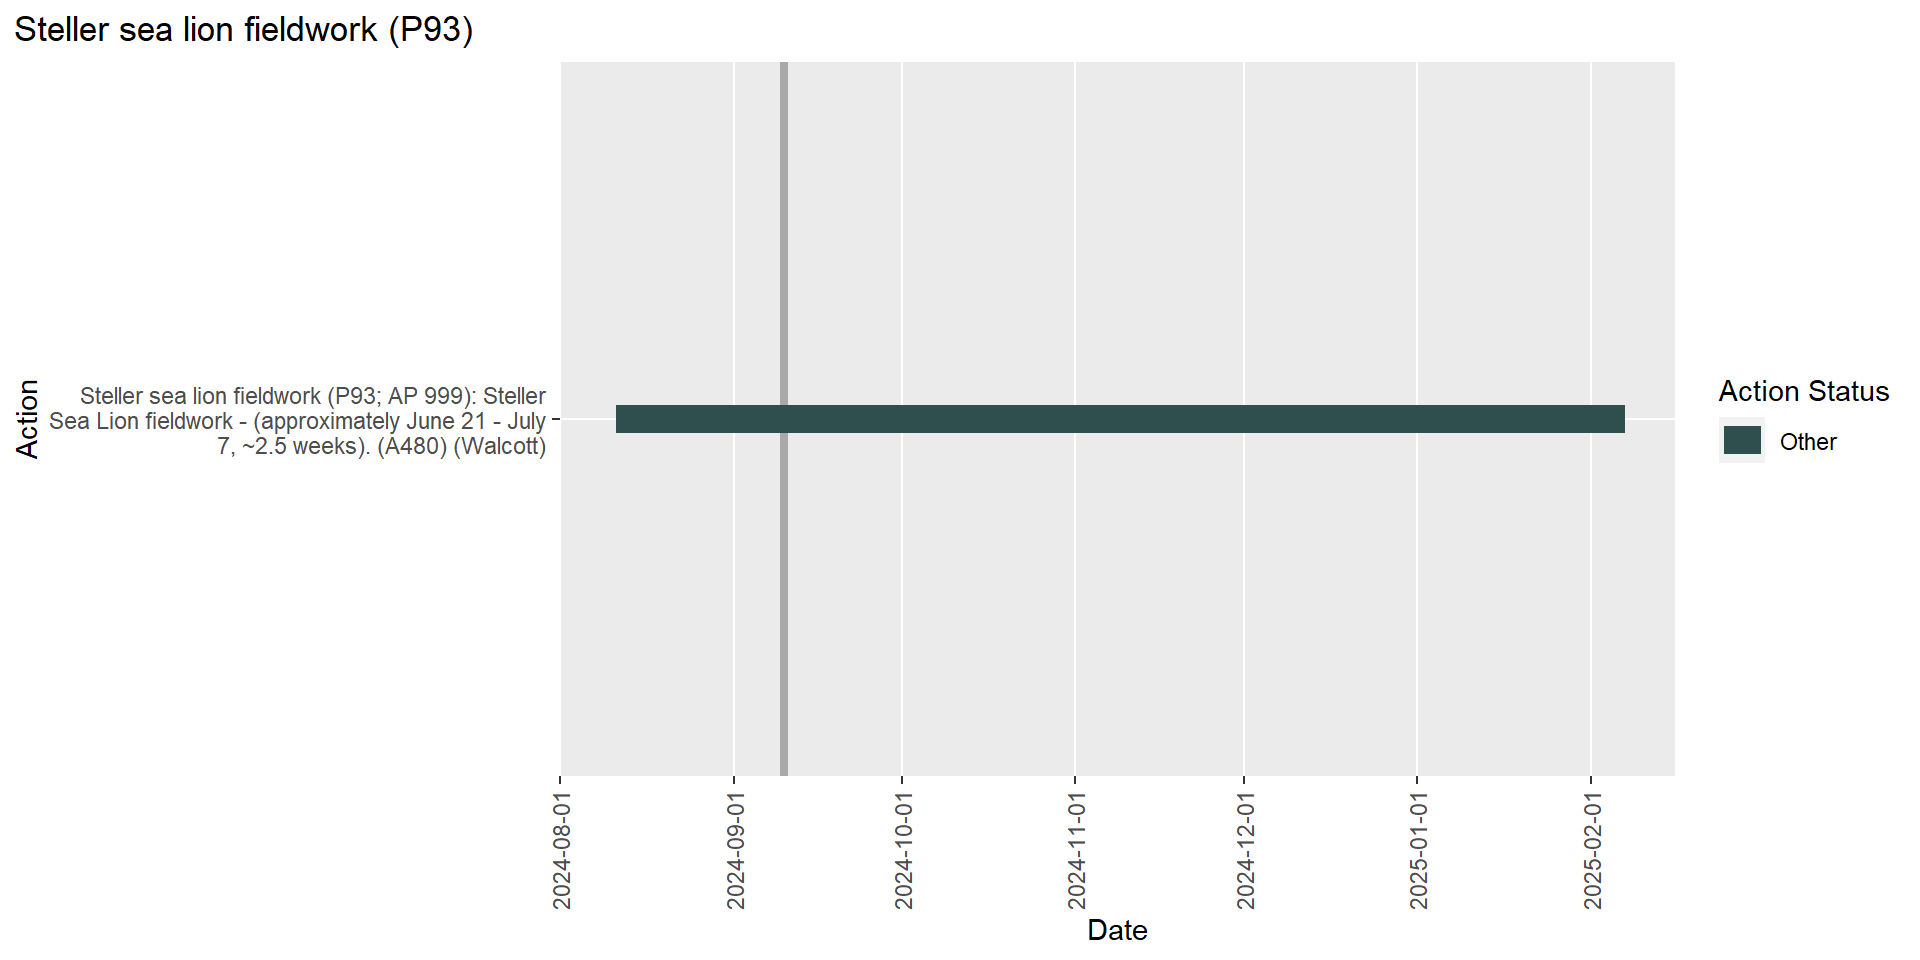 Steller sea lion fieldwork (P93)
Action
Steller sea lion fieldwork (P93; AP 999): Steller
Sea Lion fieldwork - (approximately June 21 - July
7, ~2.5 weeks). (A480) (Walcott)
Action Status
Other
2024-08-01
2024-09-01
2024-10-01
2024-11-01
2024-12-01
2025-01-01
2025-02-01
Date